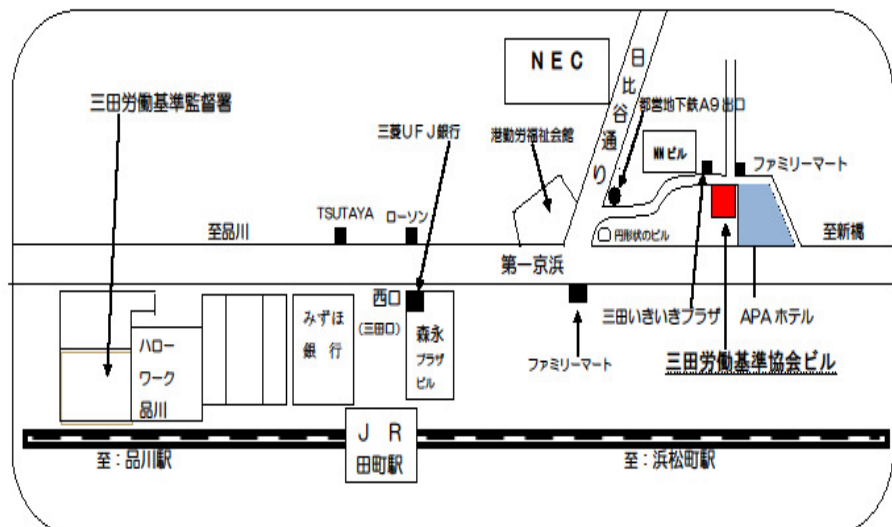 NEC
日比谷通り
都営地下鉄A9出口
三田労働基準監督署
三菱UFJ銀行
港勤労福祉会館
NNビル
ファミリーマート
TSUTAYA
ローソン
至品川
円形状のビル
至新橋
第一京浜
西口
(三田口)
みずほ
銀行
森永
プラザ
ビル
ファミリーマート
三田いきいきプラザ
APAホテル
三田労働基準協会ビル
ハロー
ワーク
品川
JR
田町駅
至：品川駅
至：浜松町駅